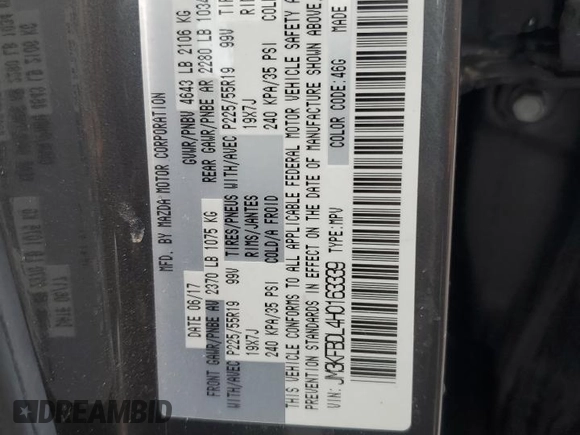 MFD. BY MAZDA MOTOR CORPORATION
GVWR/PNBV 4643 LB 2106 KG
DATE 06/17
FRONT GAWR/PNBE AV 2370 LB 1075 KG
REAR GAWR/PNBE AR 2280 LB 1034
WITH/AVEC P225/55R19 99V
TIRES/PNEUS WITH/AVEC P225/55R19 99V
19X7J
RIMS/JANTES
19X7J
240 KPA/35 PSI
COLD/A FROID
240 KPA/35 PSI
THIS VEHICLE CONFORMS TO ALL APPLICABLE FEDERAL MOTOR VEHICLE SAFETY
PREVENTION STANDARDS IN EFFECT ON THE DATE OF MANUFACTURE SHOWN ABOVE.
VIN: JM3KFBDL4H0163339 TYPE:MPV
COLOR CODE:46G
MADE
DREAMBID